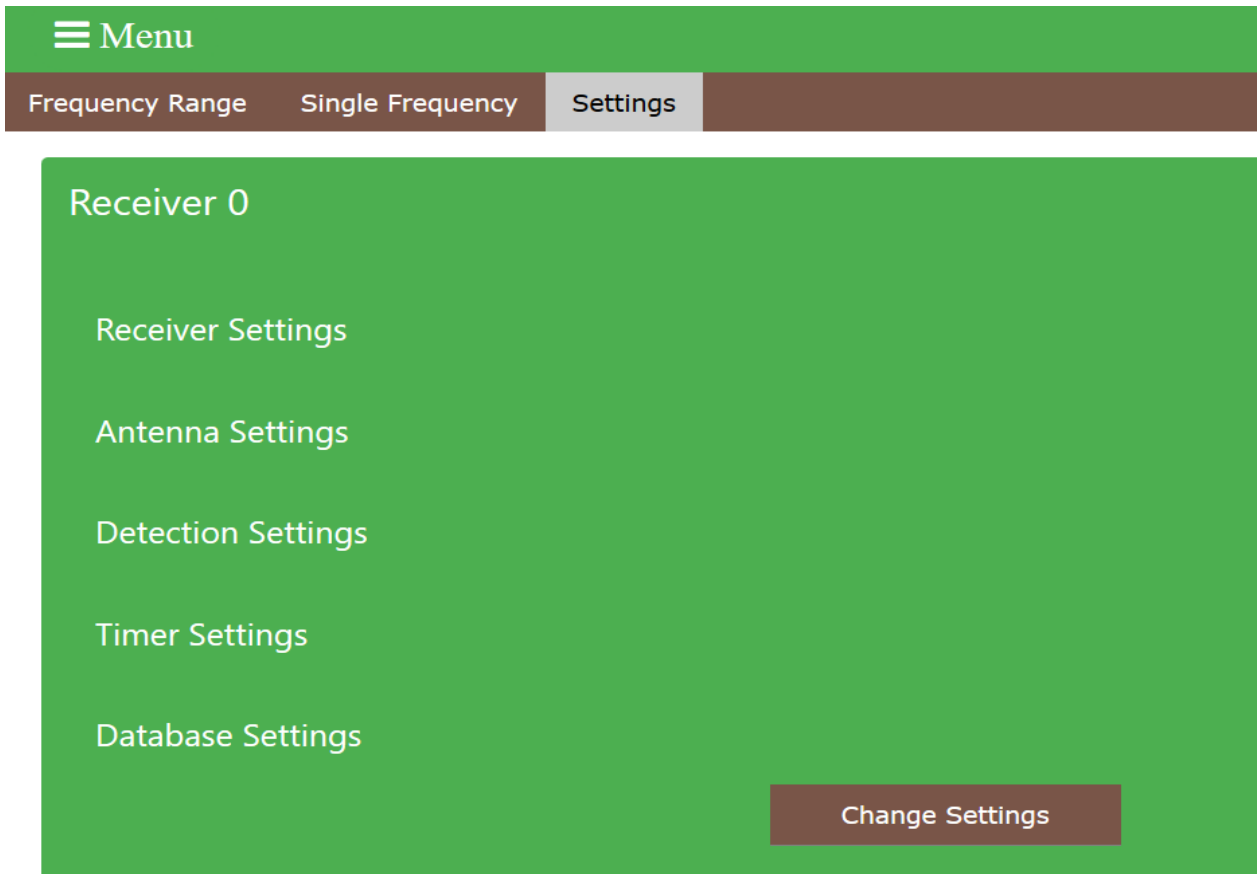 Menu
Frequency Range Single Frequency Settings
Receiver 0
Receiver Settings
Antenna Settings
Detection Settings
Timer Settings
Database Settings
Change Settings